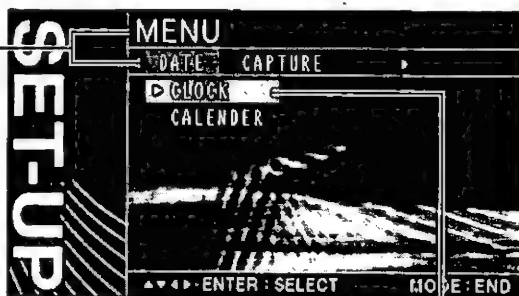 SET-UP
MENU
DATE CAPTURE
CLOCK
CALENDER
▲▼◀▶·ENTER:SELECT MODE:END